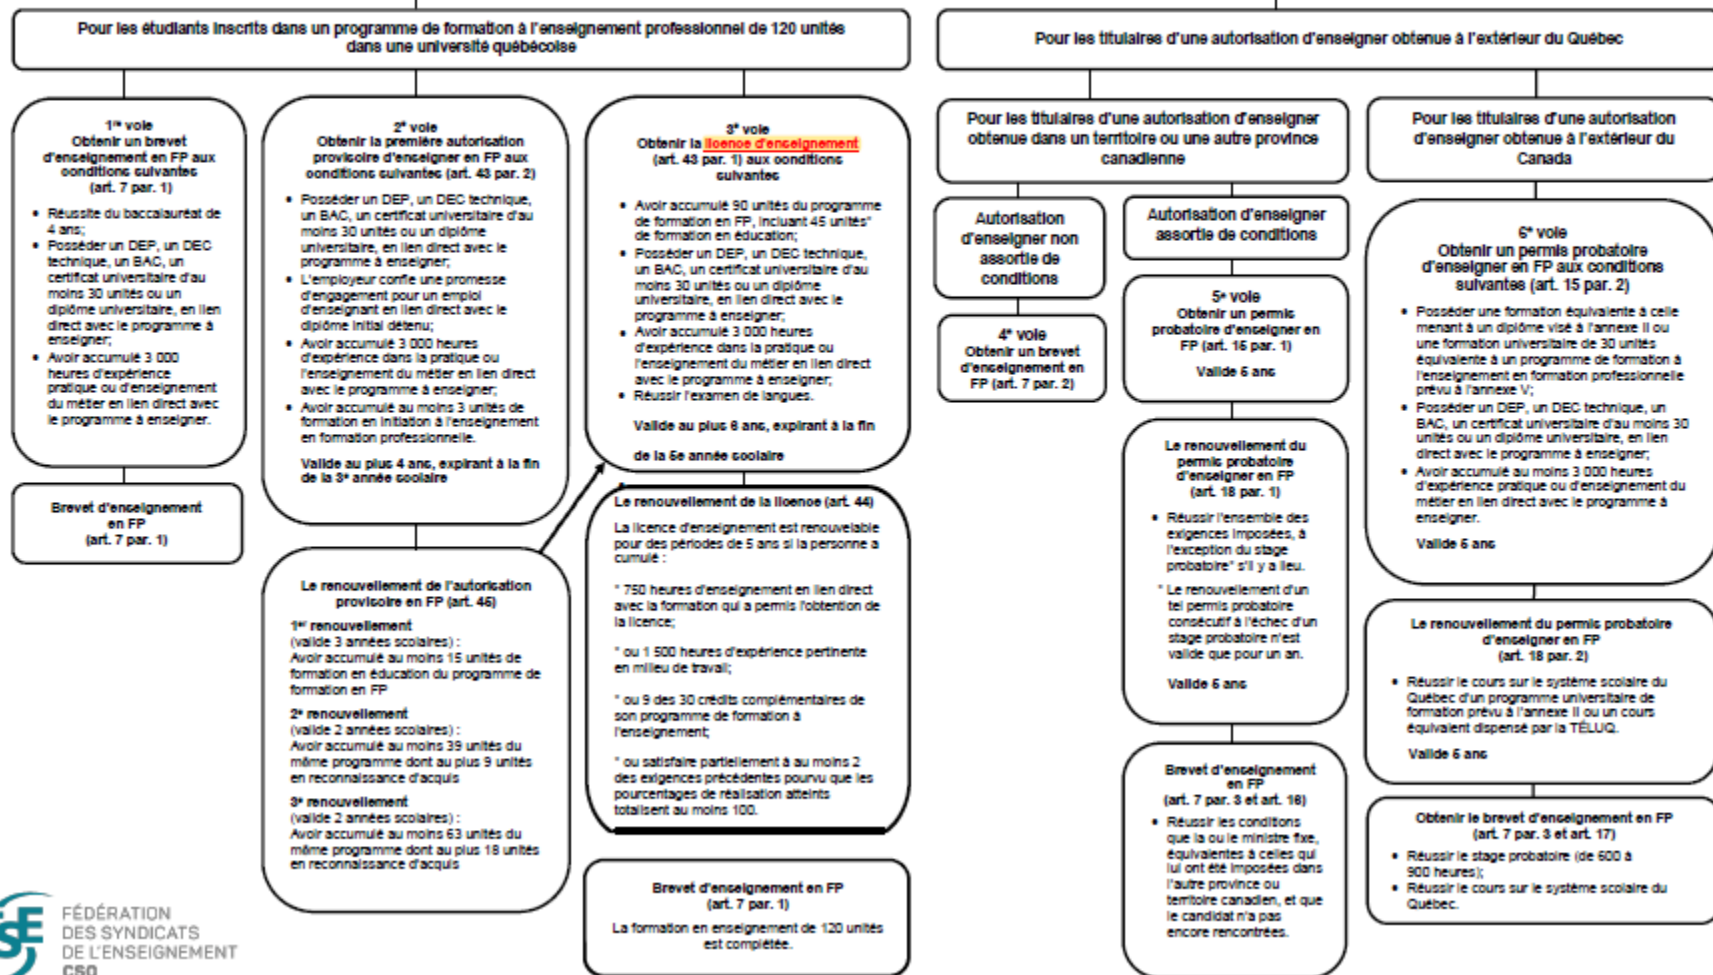 Pour les étudiants inscrits dans un programme de formation à l'enseignement professionnel de 120 unités
dans une université québécoise
1re voie
Obtenir un brevet
d'enseignement en FP aux
conditions suivantes
(art. 7 par. 1)
• Réussite du baccalauréat de
4 ans;
• Posséder un DEP, un DEC
technique, un BAC, un
certificat universitaire d'au
moins 30 unités ou un
diplôme universitaire, en lien
direct avec le programme à
enseigner;
• Avoir accumulé 3 000
heures d'expérience
pratique ou d'enseignement
du métier en lien direct avec
le programme à enseigner.
Brevet d'enseignement
en FP
(art. 7 par. 1)
2e voie
Obtenir la première autorisation
provisoire d'enseigner en FP aux
conditions suivantes (art. 43 par. 2)
• Posséder un DEP, un DEC technique,
un BAC, un certificat universitaire d'au
moins 30 unités ou un diplôme
universitaire, en lien direct avec le
programme à enseigner;
• L'employeur confie une promesse
d'engagement pour un emploi
d'enseignant en lien direct avec le
diplôme initial détenu;
• Avoir accumulé 3 000 heures
d'expérience dans la pratique ou
l'enseignement du métier en lien direct
avec le programme à enseigner;
• Avoir accumulé au moins 3 unités de
formation en initiation à l'enseignement
en formation professionnelle.
Valide au plus 4 ans, expirant à la fin
de la 3e année scolaire
Le renouvellement de l'autorisation
provisoire en FP (art. 45)
1er renouvellement
(valide 3 années scolaires) :
Avoir accumulé au moins 15 unités de
formation en éducation du programme de
formation en FP
2e renouvellement
(valide 2 années scolaires) :
Avoir accumulé au moins 39 unités du
même programme dont au plus 9 unités
en reconnaissance d'acquis
3e renouvellement
(valide 2 années scolaires) :
Avoir accumulé au moins 63 unités du
même programme dont au plus 18 unités
en reconnaissance d'acquis
3e voie
Obtenir la licence d'enseignement
(art. 43 par. 1) aux conditions
suivantes
• Avoir accumulé 90 unités du programme
de formation en FP, incluant 45 unités*
de formation en éducation;
• Posséder un DEP, un DEC technique,
un BAC, un certificat universitaire d'au
moins 30 unités ou un diplôme
universitaire, en lien direct avec le
programme à enseigner;
• Avoir accumulé 3 000 heures
d'expérience dans la pratique ou
l'enseignement du métier en lien direct
avec le programme à enseigner;
• Réussir l'examen de langues.
Valide au plus 6 ans, expirant à la fin
de la 5e année scolaire
Le renouvellement de la licence (art. 44)
La licence d'enseignement est renouvelable
pour des périodes de 5 ans si la personne a
cumulé :
* 750 heures d'enseignement en lien direct
avec la formation qui a permis l'obtention de
la licence;
* ou 1 500 heures d'expérience pertinente
en milieu de travail;
* ou 9 des 30 crédits complémentaires de
son programme de formation à
l'enseignement;
* ou satisfaire partiellement à au moins 2
des exigences précédentes pourvu que les
pourcentages de réalisation atteints
totalisent au moins 100.
Brevet d'enseignement en FP
(art. 7 par. 1)
La formation en enseignement de 120 unités
est complétée.
Pour les titulaires d'une autorisation d'enseigner obtenue à l'extérieur du Québec
Pour les titulaires d'une autorisation d'enseigner
obtenue dans un territoire ou une autre province
canadienne
Autorisation
d'enseigner non
assortie de
conditions
4e voie
Obtenir un brevet
d'enseignement en
FP (art. 7 par. 2)
Autorisation d'enseigner
assortie de conditions
5e voie
Obtenir un permis
probatoire d'enseigner en
FP (art. 15 par. 1)
Valide 5 ans
Le renouvellement du
permis probatoire
d'enseigner en FP
(art. 18 par. 1)
• Réussir l'ensemble des
exigences imposées, à
l'exception du stage
probatoire* s'il y a lieu.
* Le renouvellement d'un
tel permis probatoire
consécutif à l'échec d'un
stage probatoire n'est
valide que pour un an.
Valide 5 ans
Brevet d'enseignement
en FP
(art. 7 par. 3 et art. 16)
• Réussir les conditions
que la ou le ministre fixe,
équivalentes à celles qui
lui ont été imposées dans
l'autre province ou
territoire canadien, et que
le candidat n'a pas
encore rencontrées.
Pour les titulaires d'une autorisation
d'enseigner obtenue à l'extérieur du
Canada
6e voie
Obtenir un permis probatoire
d'enseigner en FP aux conditions
suivantes (art. 15 par. 2)
• Posséder une formation équivalente à celle
menant à un diplôme visé à l'annexe II ou
une formation universitaire de 30 unités
équivalente à un programme de formation à
l'enseignement en formation professionnelle
prévu à l'annexe V;
• Posséder un DEP, un DEC technique, un
BAC, un certificat universitaire d'au moins 30
unités ou un diplôme universitaire, en lien
direct avec le programme à enseigner;
• Avoir accumulé au moins 3 000 heures
d'expérience pratique ou d'enseignement du
métier en lien direct avec le programme à
enseigner.
Valide 5 ans
Le renouvellement du permis probatoire
d'enseigner en FP
(art. 18 par. 2)
• Réussir le cours sur le système scolaire du
Québec d'un programme universitaire de
formation prévu à l'annexe II ou un cours
équivalent dispensé par la TÉLUQ.
Valide 5 ans
Obtenir le brevet d'enseignement en FP
(art. 7 par. 3 et art. 17)
• Réussir le stage probatoire (de 600 à
900 heures);
• Réussir le cours sur le système scolaire du
Québec.
FSE
FÉDÉRATION
DES SYNDICATS
DE L'ENSEIGNEMENT
CSQ